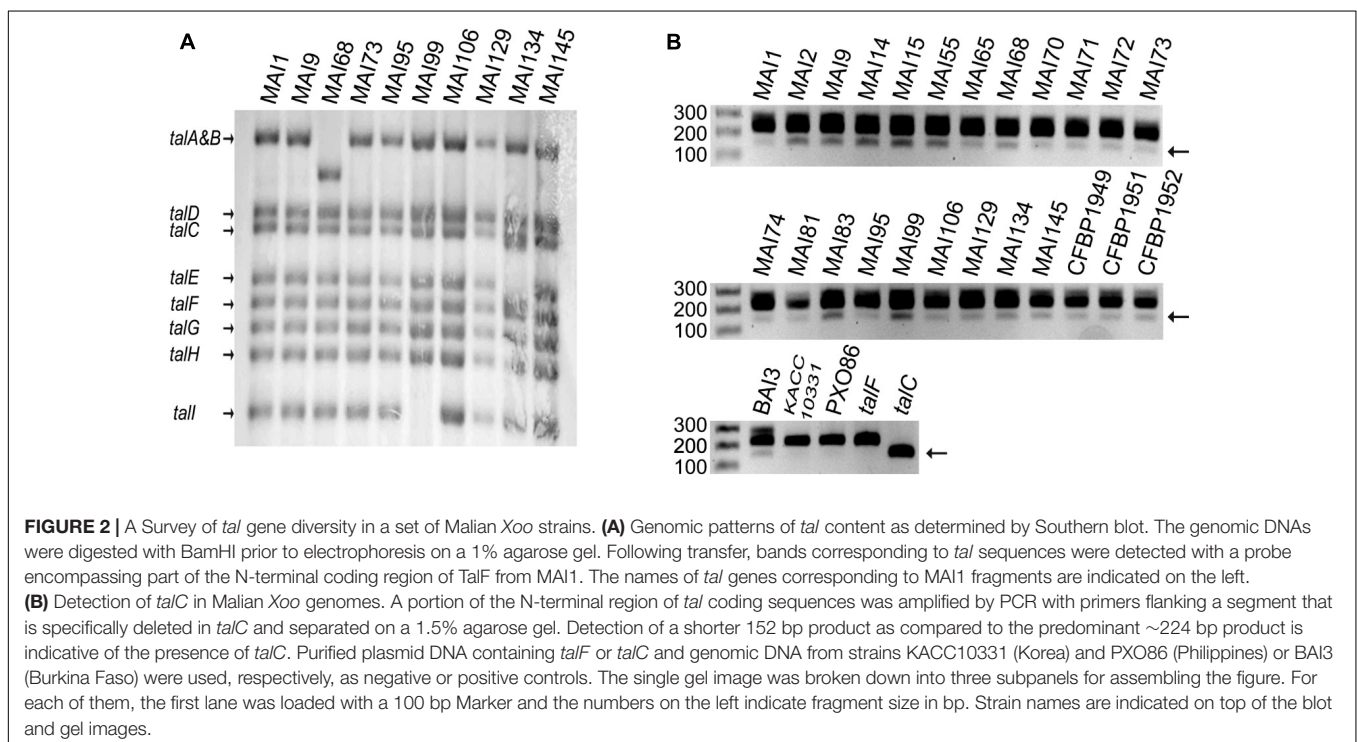 A
MAI1 MAI9 MAI68 MAI73 MAI95 MAI99 MAI106 MAI129 MAI134 MAI145
talA&B
talD
talC
talE
talF
talG
talH
talI
B
MAI1 MAI2 MAI9 MAI14 MAI15 MAI55 MAI65 MAI68 MAI70 MAI71 MAI72 MAI73
300
200
100
MAI74 MAI81 MAI83 MAI95 MAI99 MAI106 MAI129 MAI134 MAI145 CFBP1949 CFBP1951 CFBP1952
300
200
100
BAI3 KACC 10331 PXO86 talF talC
300
200
100
FIGURE 2 | A Survey of tal gene diversity in a set of Malian Xoo strains. (A) Genomic patterns of tal content as determined by Southern blot. The genomic DNAs
were digested with BamHI prior to electrophoresis on a 1% agarose gel. Following transfer, bands corresponding to tal sequences were detected with a probe
encompassing part of the N-terminal coding region of TalF from MAI1. The names of tal genes corresponding to MAI1 fragments are indicated on the left.
(B) Detection of talC in Malian Xoo genomes. A portion of the N-terminal region of tal coding sequences was amplified by PCR with primers flanking a segment that
is specifically deleted in talC and separated on a 1.5% agarose gel. Detection of a shorter 152 bp product as compared to the predominant ∼224 bp product is
indicative of the presence of talC. Purified plasmid DNA containing talF or talC and genomic DNA from strains KACC10331 (Korea) and PXO86 (Philippines) or BAI3
(Burkina Faso) were used, respectively, as negative or positive controls. The single gel image was broken down into three subpanels for assembling the figure. For
each of them, the first lane was loaded with a 100 bp Marker and the numbers on the left indicate fragment size in bp. Strain names are indicated on top of the blot
and gel images.